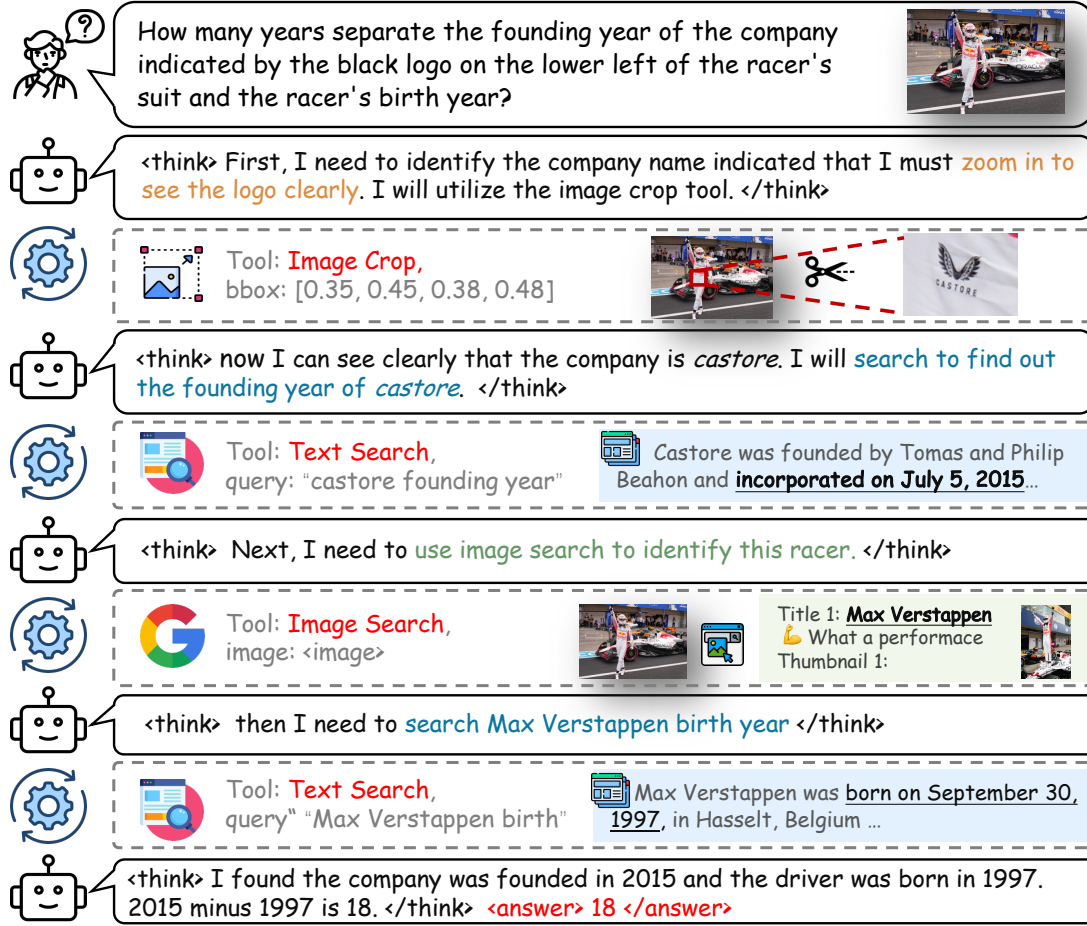 How many years separate the founding year of the company
indicated by the black logo on the lower left of the racer's
suit and the racer's birth year?
<think> First, I need to identify the company name indicated that I must zoom in to
see the logo clearly. I will utilize the image crop tool. </think>
Tool: Image Crop,
bbox: [0.35, 0.45, 0.38, 0.48]
CASTORE
<think> now I can see clearly that the company is castore. I will search to find out
the founding year of castore. </think>
Tool: Text Search,
query: “castore founding year”
Castore was founded by Tomas and Philip
Beahon and incorporated on July 5, 2015…
<think> Next, I need to use image search to identify this racer. </think>
Tool: Image Search,
image: <image>
Title 1: Max Verstappen
💪 What a performace
Thumbnail 1:
<think> then I need to search Max Verstappen birth year </think>
Tool: Text Search,
query“ “Max Verstappen birth”
Max Verstappen was born on September 30,
1997, in Hasselt, Belgium …
<think> I found the company was founded in 2015 and the driver was born in 1997.
2015 minus 1997 is 18. </think> <answer> 18 </answer>